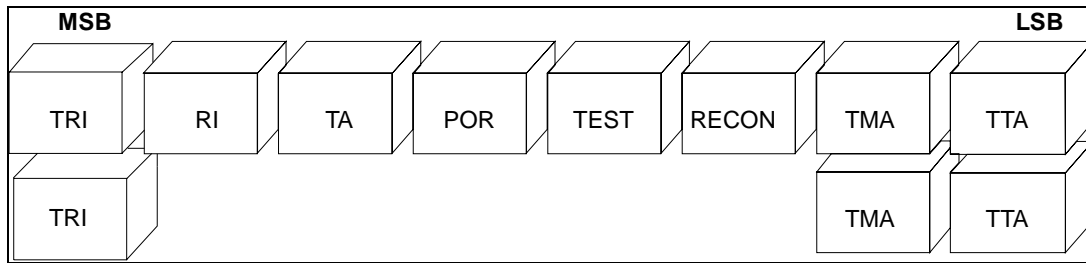 MSB LSB
TRI RI TA POR TEST RECON TMA TTA
TRI TMA TTA